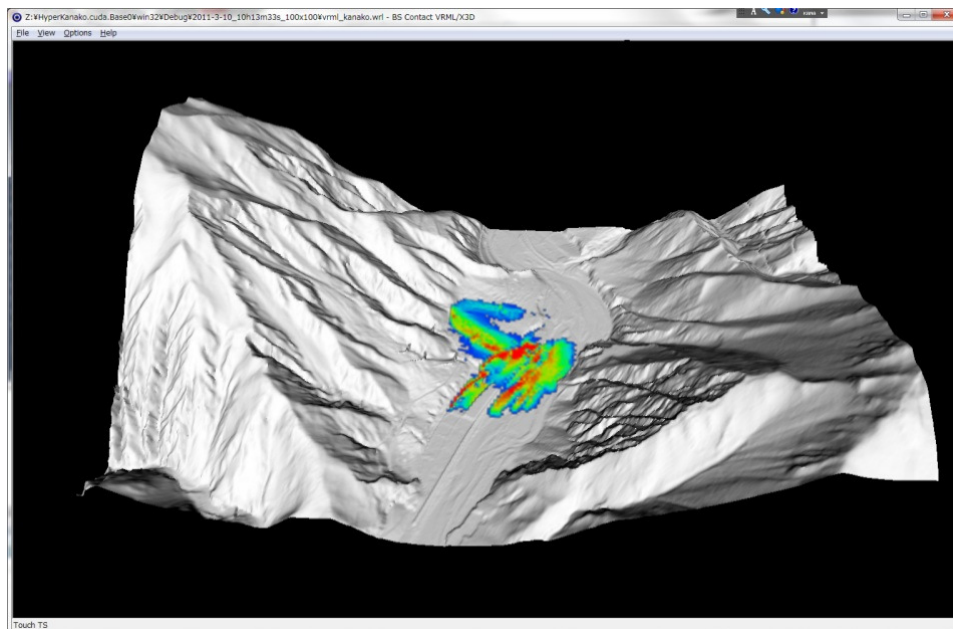 Z:¥HyperKanako.cuda.Base0¥win32¥Debug¥2011-3-10_10h13m33s_100x100¥vrml_kanako.wrl - BS Contact VRML/X3D
File View Options Help
Touch TS